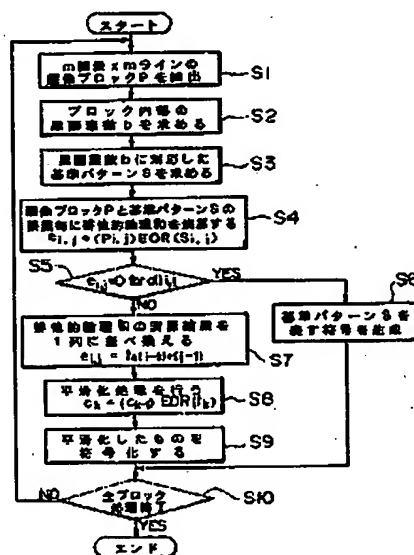 スタート
m画素×mラインの
画像ブロックPを抽出
S1
ブロック内部の
黒画素数bを求める
S2
黒画素数bに対応した
基準パターンSを求める
S3
画像ブロックPと基準パターンSの
画素毎に排他的論理和を演算する
S4
S5
YES
NO
基準パターンSを
表す符号を生成
S6
排他的論理和の演算結果を
1列に並べ換える
S7
平滑化処理を行う
S8
平滑化したものを
符号化する
S9
NO
全ブロック
処理終了
S10
YES
エンド